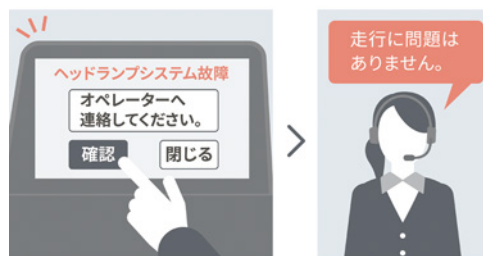 ヘッドランプシステム故障
オペレーターへ
連絡してください。
確認
閉じる
走行に問題は
ありません。